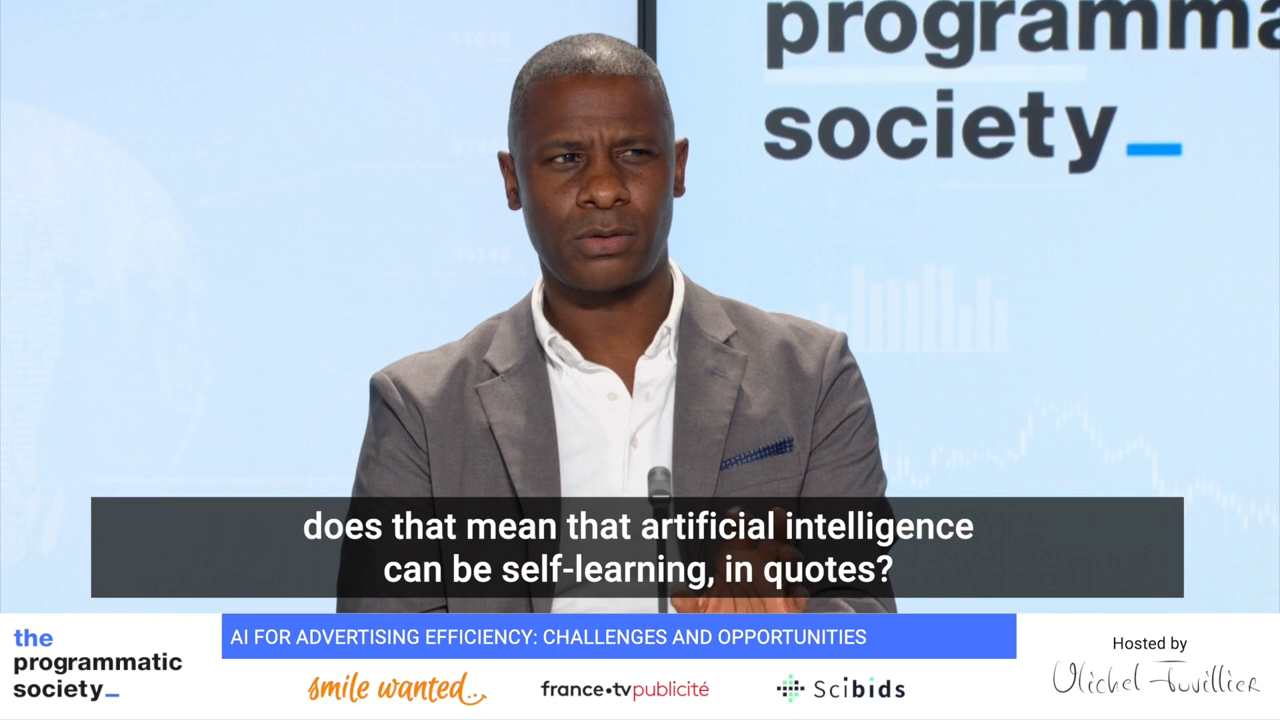 programma
society_
does that mean that artificial intelligence
can be self-learning, in quotes?
the
programmatic
society_
AI FOR ADVERTISING EFFICIENCY: CHALLENGES AND OPPORTUNITIES
smile wanted...
france•tvpublicité
Scibids
Hosted by